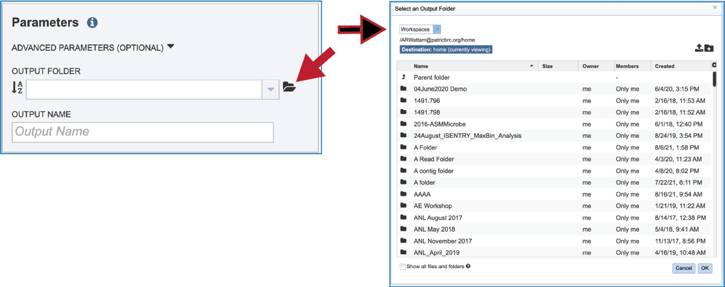 Parameters
ADVANCED PARAMETERS (OPTIONAL)
OUTPUT FOLDER
A
Z
OUTPUT NAME
Output Name
Select an Output Folder
Workspaces
/ARWattam@patricbrc.org/home
Destination: home (currently viewing)
Name Size Owner Members Created
Parent folder -
04June2020 Demo me Only me 6/4/20, 3:15 PM
1491.796 me Only me 2/16/18, 11:53 AM
1491.798 me Only me 2/16/18, 11:52 AM
2016-ASMMicrobe me Only me 6/1/18, 12:40 PM
24August_ISENTRY_MaxBin_Analysis me Only me 8/24/19, 3:54 PM
A Folder me Only me 8/6/21, 1:58 PM
A Read Folder me Only me 4/3/20, 11:23 AM
A contig folder me Only me 4/8/20, 8:02 PM
A folder me Only me 7/22/21, 6:11 PM
AAAA me Only me 8/16/21, 9:54 AM
AE Workshop me Only me 1/21/19, 11:22 AM
ANL August 2017 me Only me 8/14/17, 12:38 PM
ANL May 2018 me Only me 5/4/18, 9:41 AM
ANL November 2017 me Only me 11/13/17, 8:56 PM
ANL_April_2019 me Only me 4/16/19, 10:48 AM
Show all files and folders
Cancel OK